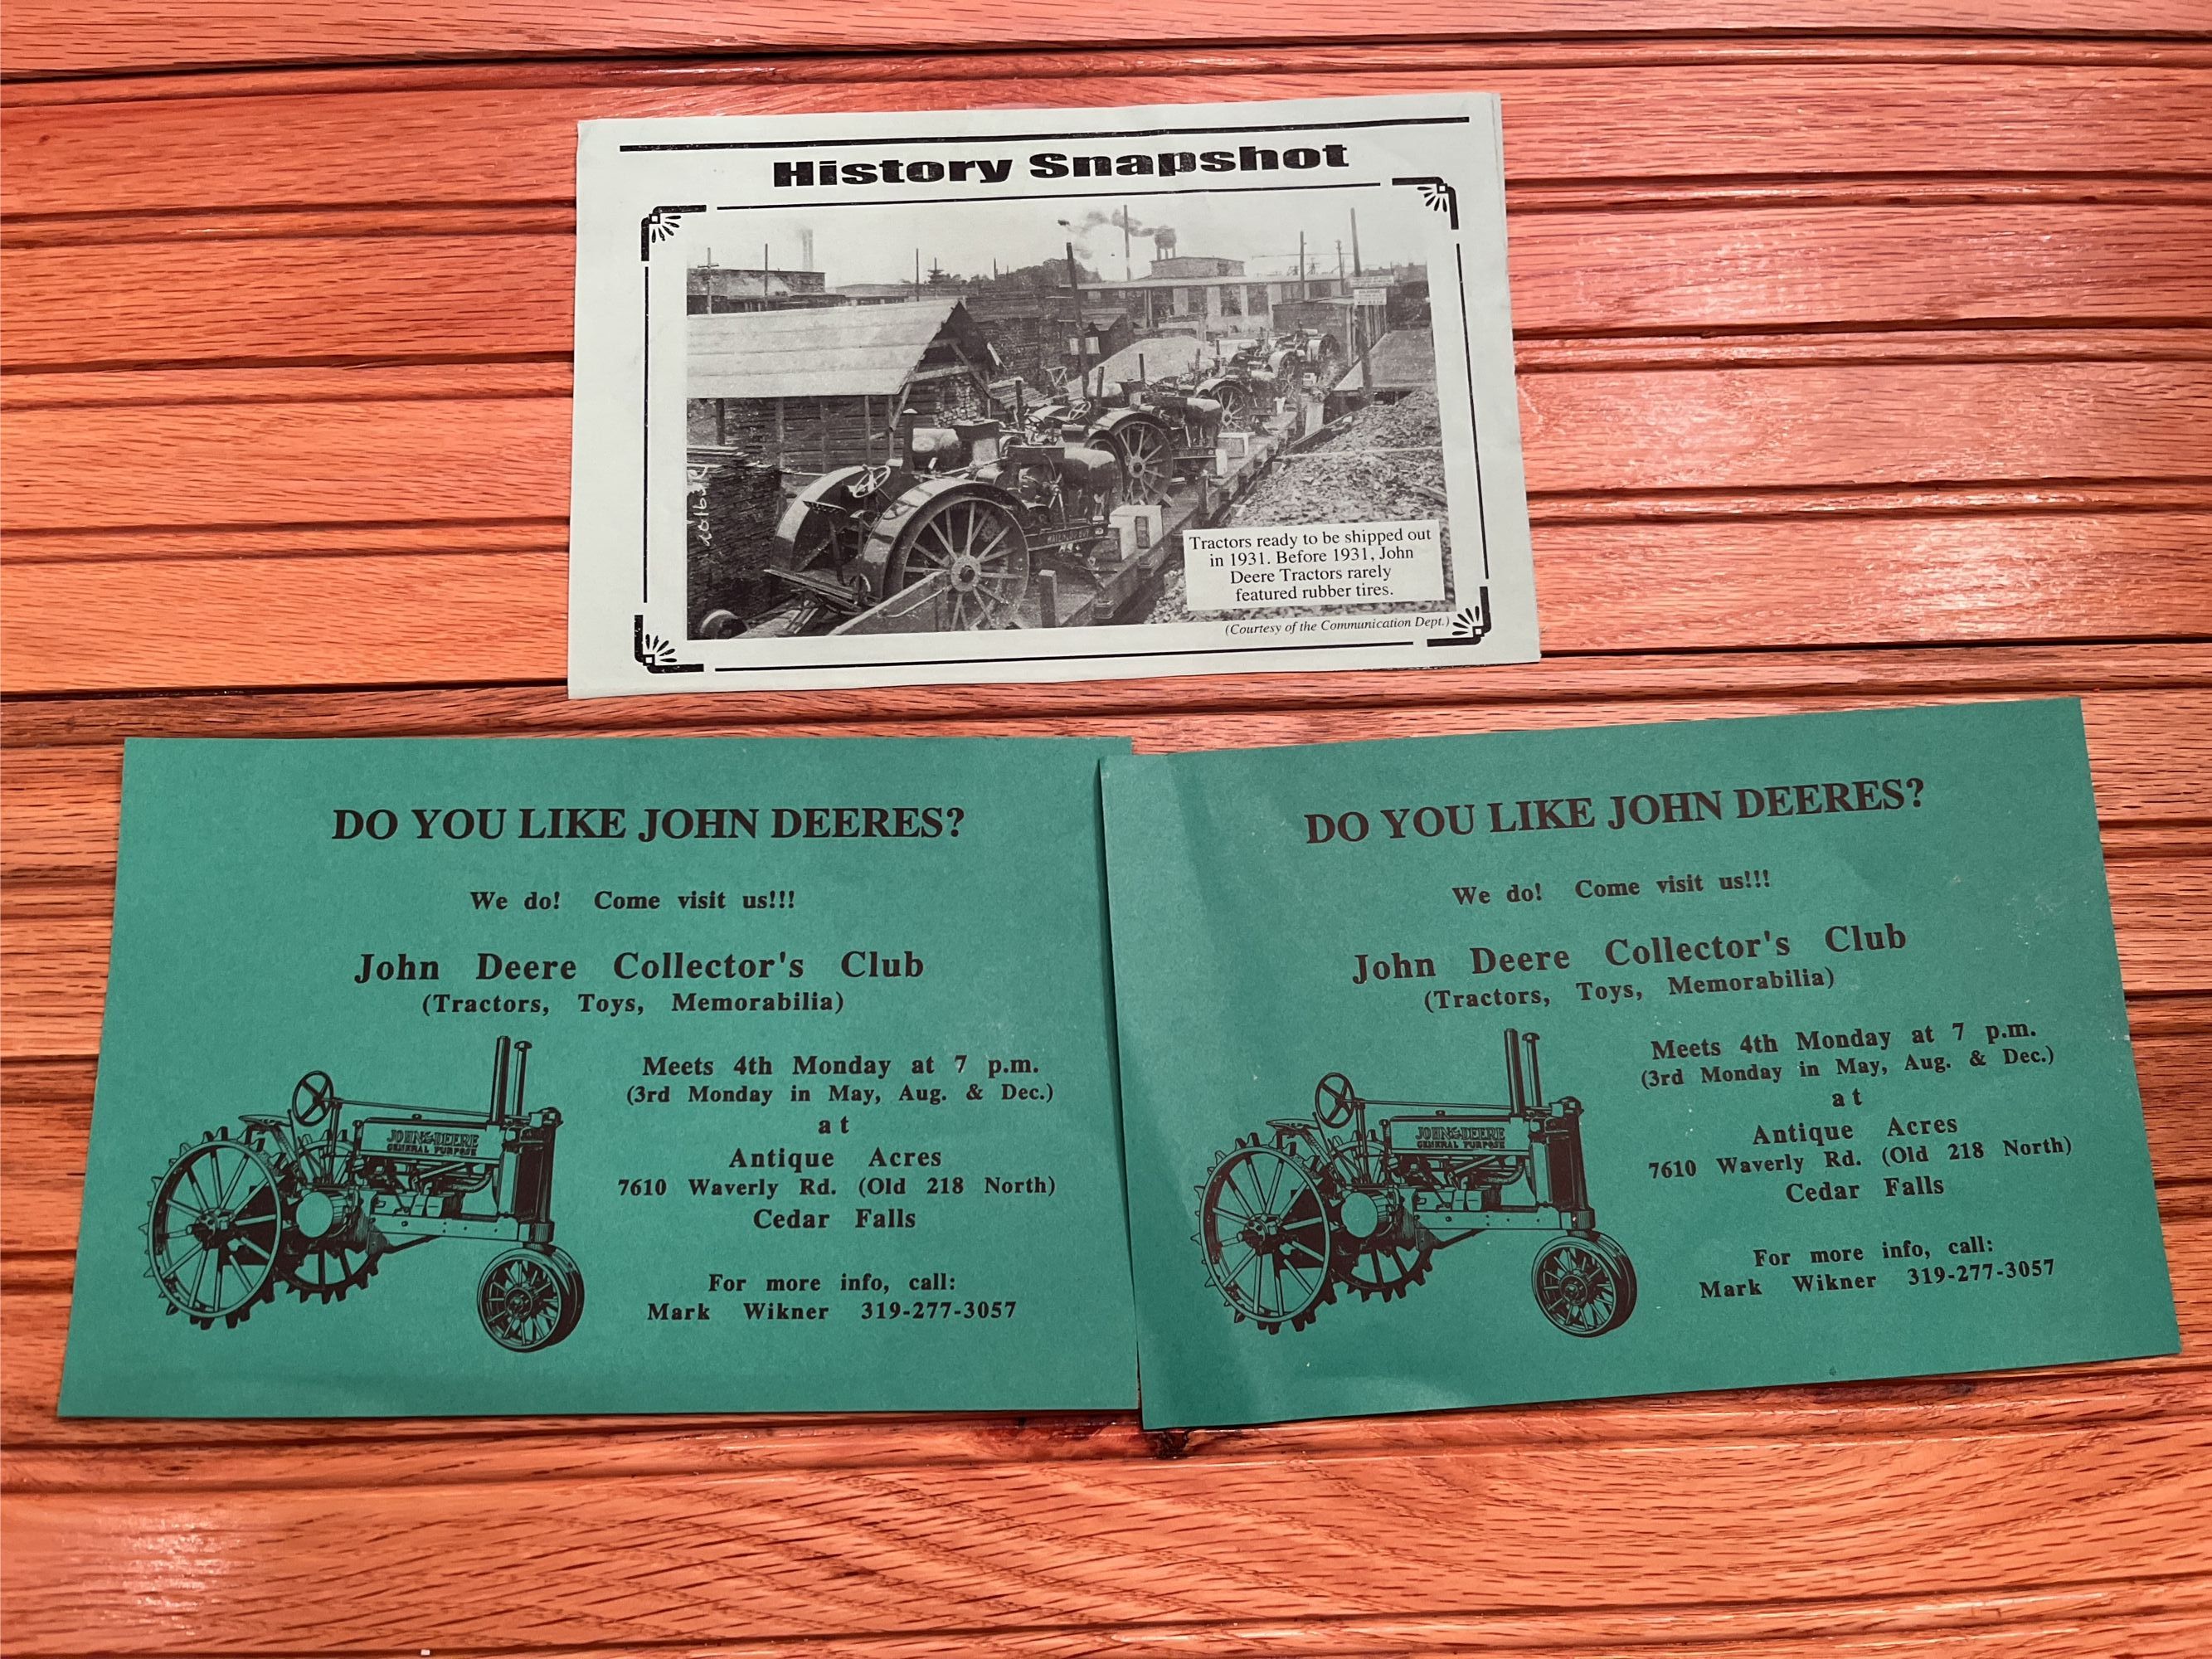 History Snapshot
WATERLOO BOY
Tractors ready to be shipped out
in 1931. Before 1931, John
Deere Tractors rarely
featured rubber tires.
(Courtesy of the Communication Dept.)
DO YOU LIKE JOHN DEERES?
We do! Come visit us!!!
John Deere Collector's Club
(Tractors, Toys, Memorabilia)
Meets 4th Monday at 7 p.m.
(3rd Monday in May, Aug. & Dec.)
at
Antique Acres
7610 Waverly Rd. (Old 218 North)
Cedar Falls
For more info, call:
Mark Wikner 319-277-3057
JOHN DEERE
GENERAL PURPOSE
DO YOU LIKE JOHN DEERES?
We do! Come visit us!!!
John Deere Collector's Club
(Tractors, Toys, Memorabilia)
Meets 4th Monday at 7 p.m.
(3rd Monday in May, Aug. & Dec.)
at
Antique Acres
7610 Waverly Rd. (Old 218 North)
Cedar Falls
For more info, call:
Mark Wikner 319-277-3057
JOHN DEERE
GENERAL PURPOSE